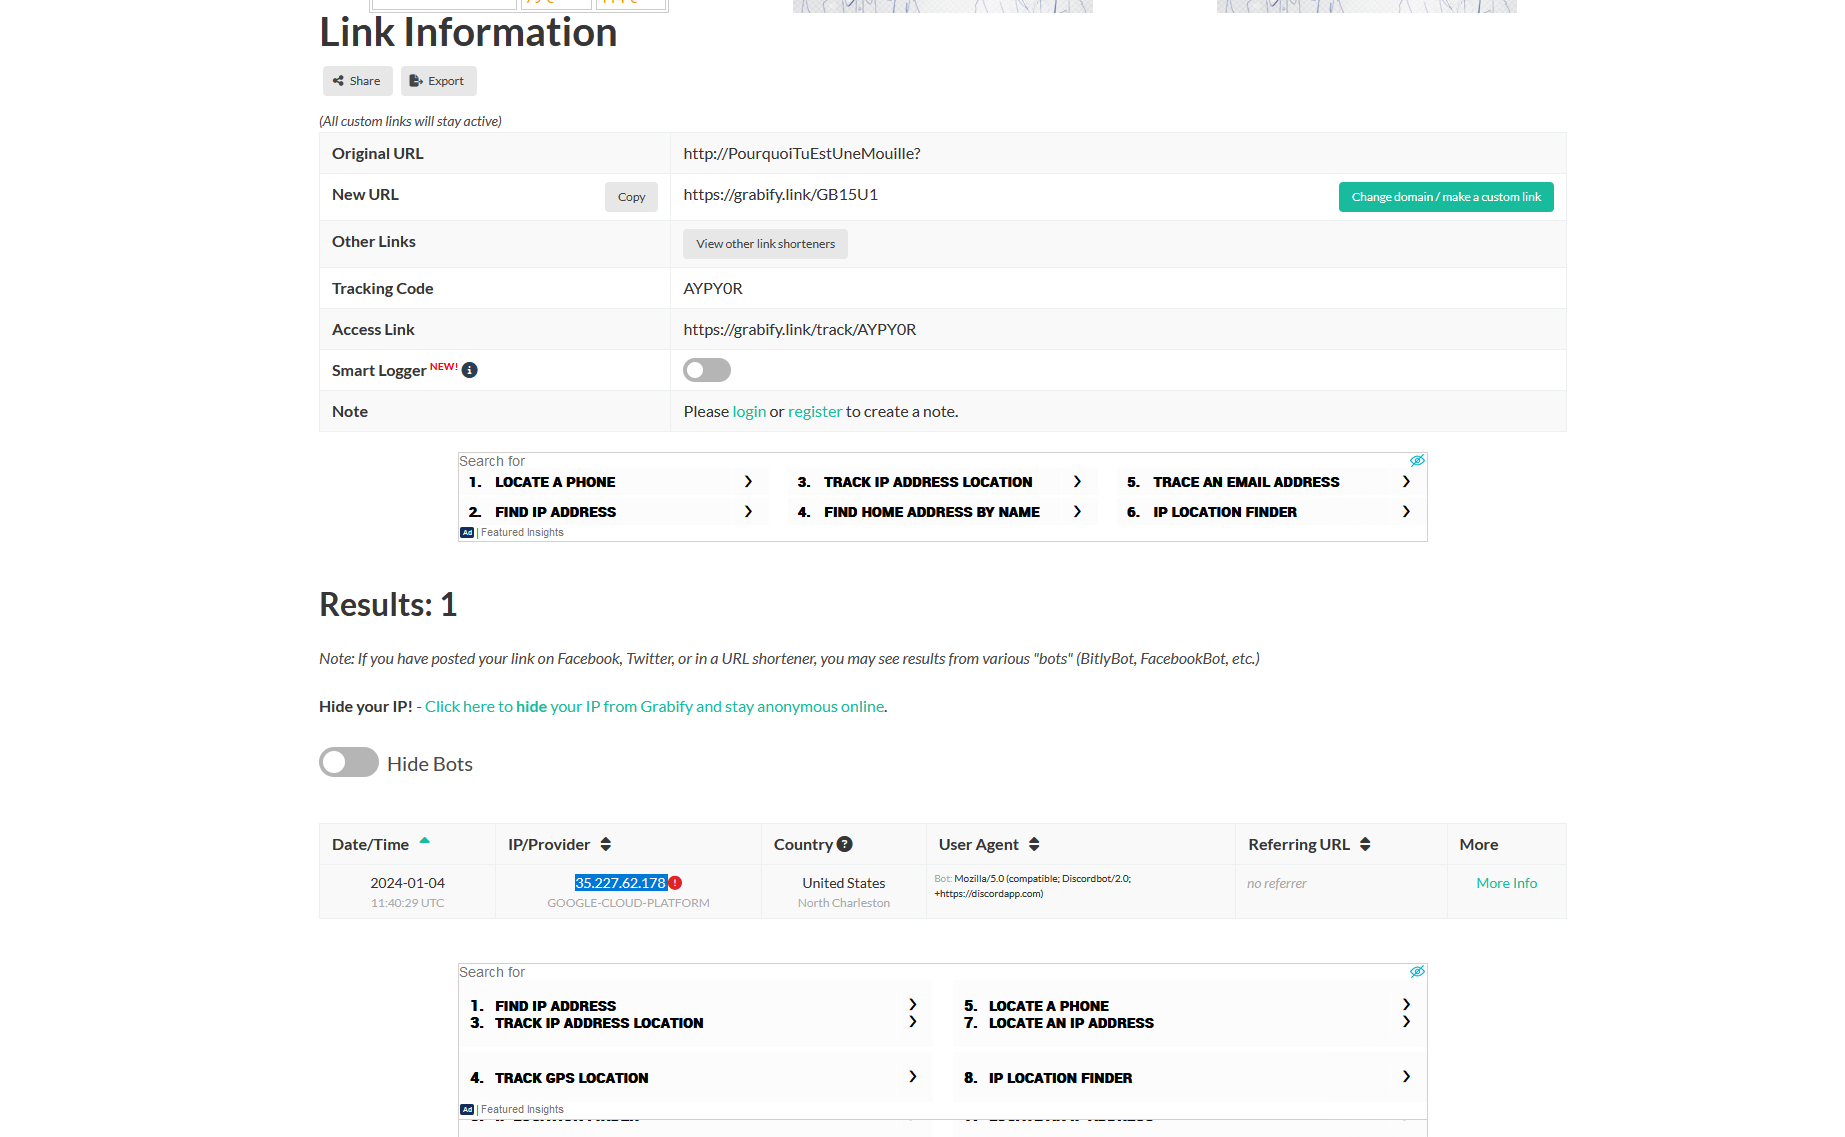 Link Information
Share Export
(All custom links will stay active)
Original URL http://PourquoiTuEstUneMouille?
New URL Copy https://grabify.link/GB15U1 Change domain / make a custom link
Other Links View other link shorteners
Tracking Code AYPY0R
Access Link https://grabify.link/track/AYPY0R
Smart Logger NEW!
Note Please login or register to create a note.
Search for
1. LOCATE A PHONE 3. TRACK IP ADDRESS LOCATION 5. TRACE AN EMAIL ADDRESS
2. FIND IP ADDRESS 4. FIND HOME ADDRESS BY NAME 6. IP LOCATION FINDER
Ad | Featured Insights
Results: 1
Note: If you have posted your link on Facebook, Twitter, or in a URL shortener, you may see results from various "bots" (BitlyBot, FacebookBot, etc.)
Hide your IP! - Click here to hide your IP from Grabify and stay anonymous online.
Hide Bots
Date/Time IP/Provider Country User Agent Referring URL More
2024-01-04 35.227.62.178 United States Bot: Mozilla/5.0 (compatible; Discordbot/2.0; no referrer More Info
11:40:29 UTC GOOGLE-CLOUD-PLATFORM North Charleston +https://discordapp.com)
Search for
1. FIND IP ADDRESS 5. LOCATE A PHONE
3. TRACK IP ADDRESS LOCATION 7. LOCATE AN IP ADDRESS
4. TRACK GPS LOCATION 8. IP LOCATION FINDER
Ad | Featured Insights